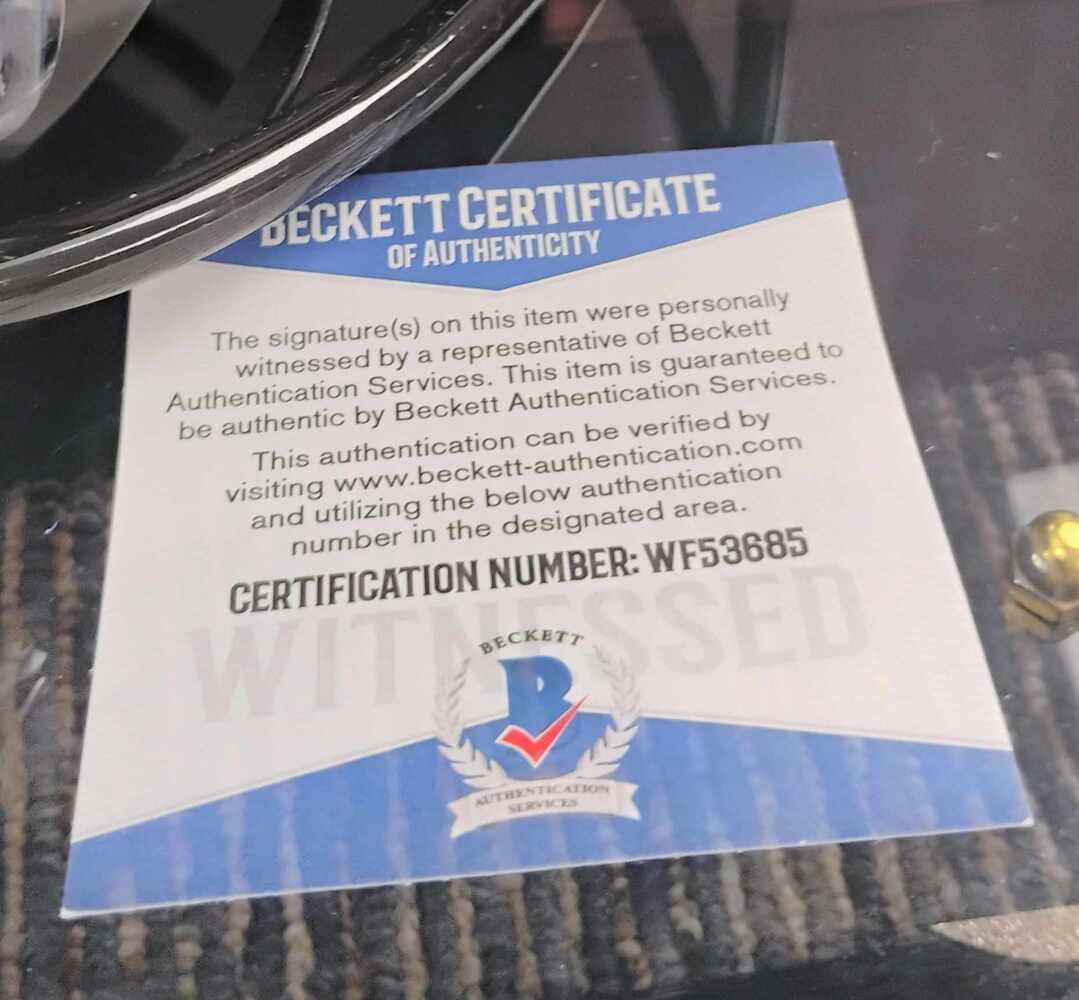 BECKETT CERTIFICATE
OF AUTHENTICITY
The signature(s) on this item were personally
witnessed by a representative of Beckett
Authentication Services. This item is guaranteed to
be authentic by Beckett Authentication Services.
This authentication can be verified by
visiting www.beckett-authentication.com
and utilizing the below authentication
number in the designated area.
CERTIFICATION NUMBER: WF53685
WITNESSED
BECKETT
B
AUTHENTICATION
SERVICES